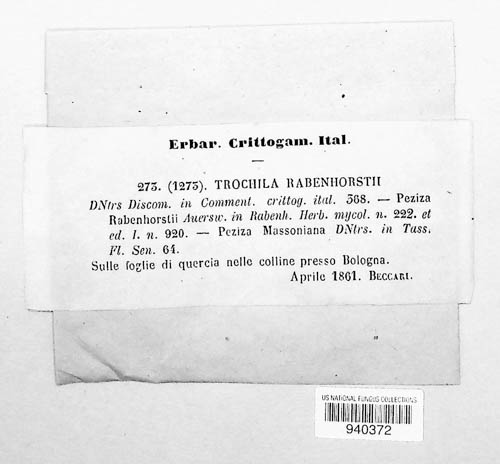 Erbar. Crittogam. Ital.
273. (1273). TROCHILA RABENHORSTII
DNtrs Discom. in Comment. crittog. ital. 368. — Peziza
Rabenhorstii Auersw. in Rabenh. Herb. mycol. n. 222. et
ed. I. n. 920. — Peziza Massoniana DNtrs. in Tass.
Fl. Sen. 64.
Sulle foglie di quercia nelle colline presso Bologna.
Aprile 1861. BECCARI.
US NATIONAL FUNGUS COLLECTIONS
940372